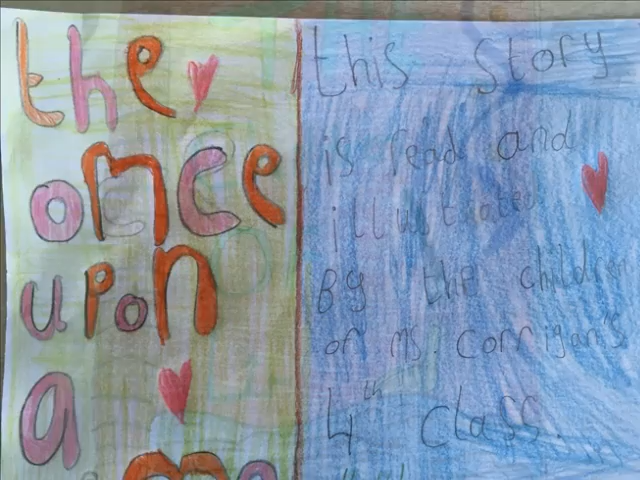 the
once
upon
a
this Story
is read and
illustrated
By the children
of ms. corrigan's
4th class.